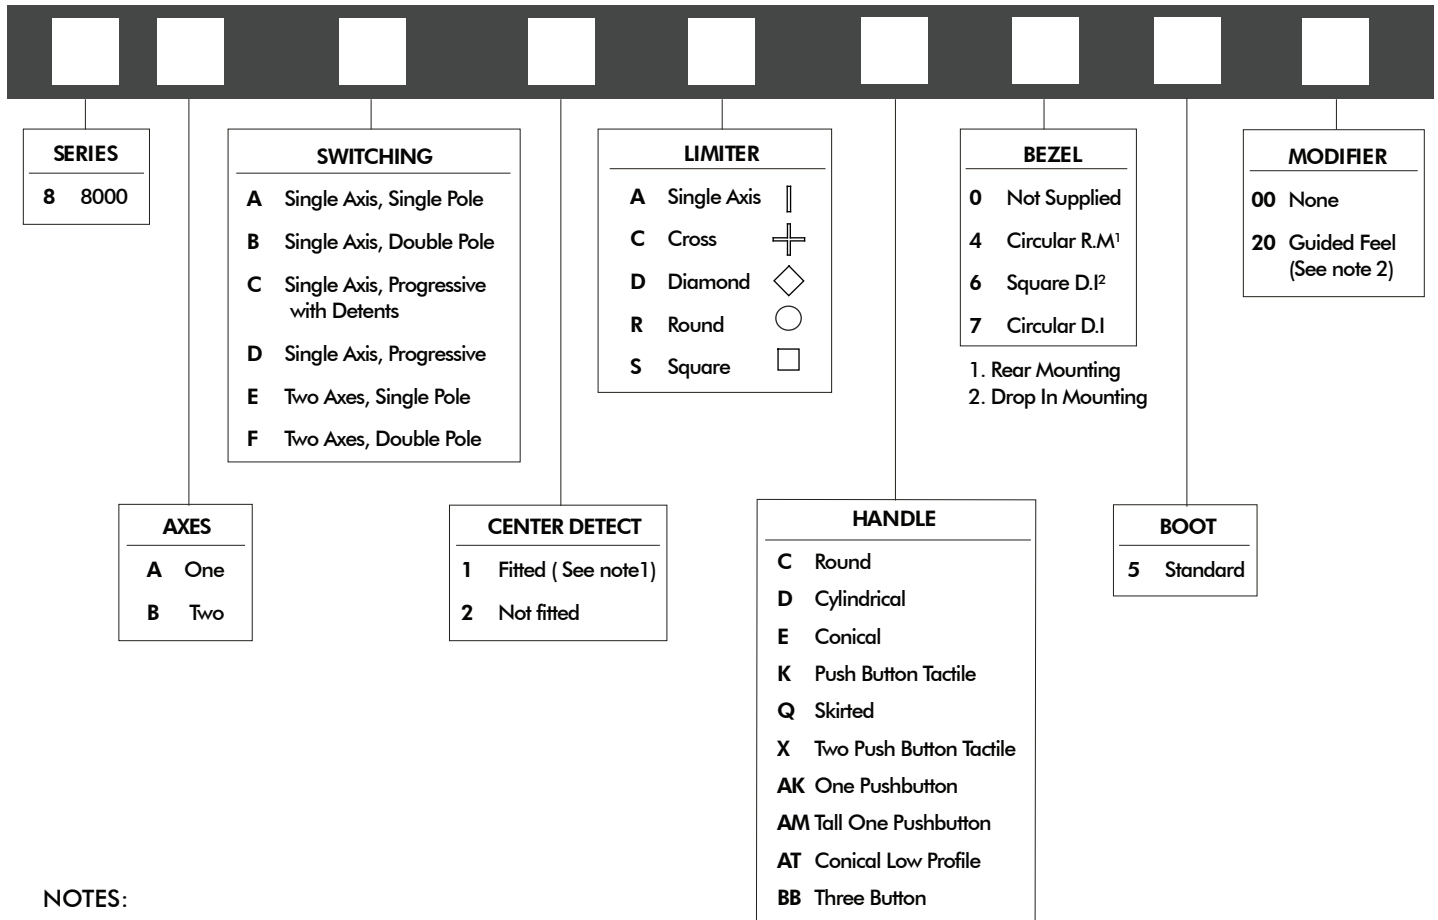 SERIES
8 8000
SWITCHING
A Single Axis, Single Pole
B Single Axis, Double Pole
C Single Axis, Progressive
with Detents
D Single Axis, Progressive
E Two Axes, Single Pole
F Two Axes, Double Pole
LIMITER
A Single Axis
C Cross
D Diamond
R Round
S Square
BEZEL
0 Not Supplied
4 Circular R.M¹
6 Square D.I²
7 Circular D.I
1. Rear Mounting
2. Drop In Mounting
MODIFIER
00 None
20 Guided Feel
(See note 2)
AXES
A One
B Two
CENTER DETECT
1 Fitted ( See note1)
2 Not fitted
HANDLE
C Round
D Cylindrical
E Conical
K Push Button Tactile
Q Skirted
X Two Push Button Tactile
AK One Pushbutton
AM Tall One Pushbutton
AT Conical Low Profile
BB Three Button
BOOT
5 Standard
NOTES: